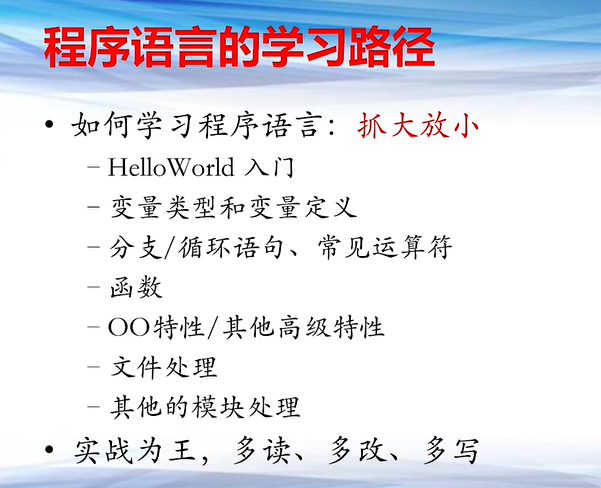 程序语言的学习路径
• 如何学习程序语言：抓大放小
– HelloWorld 入门
– 变量类型和变量定义
– 分支/循环语句、常见运算符
– 函数
– OO特性/其他高级特性
– 文件处理
– 其他的模块处理
• 实战为王，多读、多改、多写